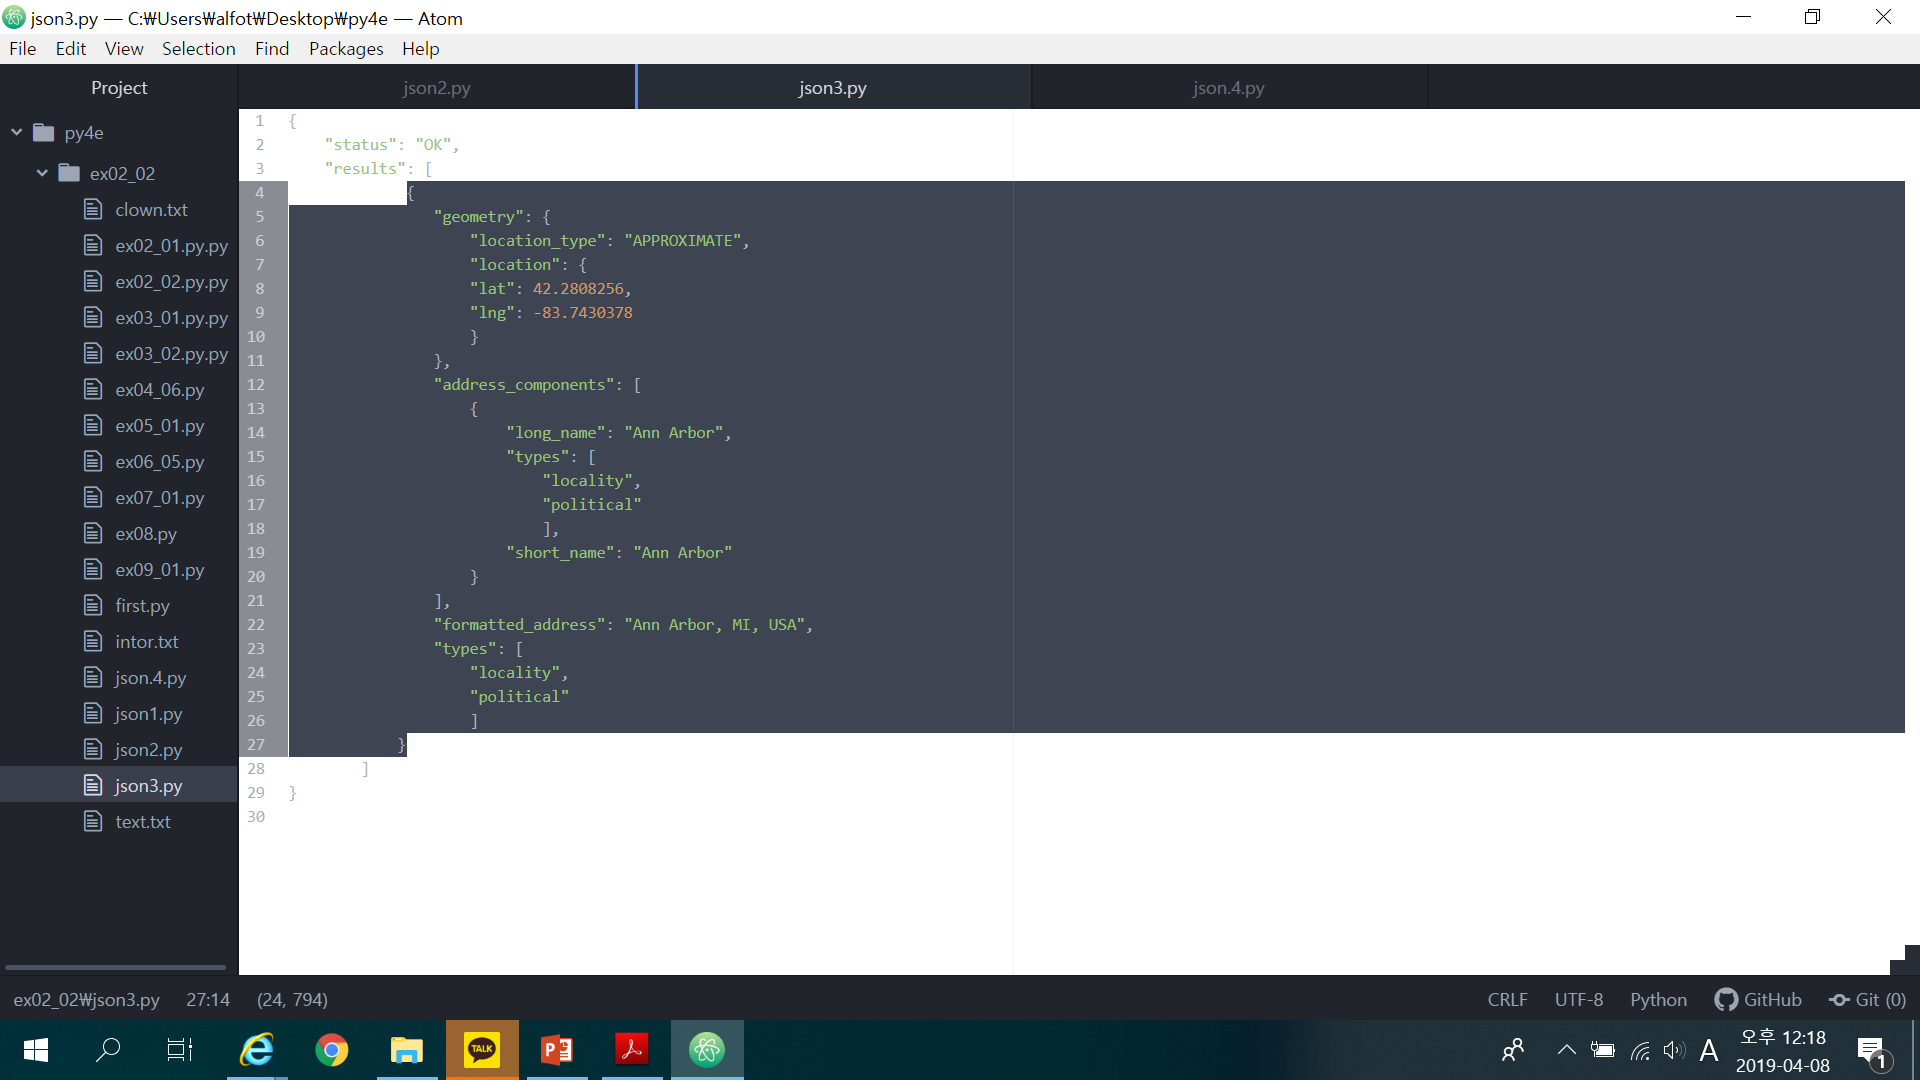 json3.py — C:₩Users₩alfot₩Desktop₩py4e — Atom
File Edit View Selection Find Packages Help
Project
json2.py json3.py json.4.py
py4e
ex02_02
clown.txt
ex02_01.py.py
ex02_02.py.py
ex03_01.py.py
ex03_02.py.py
ex04_06.py
ex05_01.py
ex06_05.py
ex07_01.py
ex08.py
ex09_01.py
first.py
intor.txt
json.4.py
json1.py
json2.py
json3.py
text.txt
1 {
2 "status": "OK",
3 "results": [
4 {
5 "geometry": {
6 "location_type": "APPROXIMATE",
7 "location": {
8 "lat": 42.2808256,
9 "lng": -83.7430378
10 }
11 },
12 "address_components": [
13 {
14 "long_name": "Ann Arbor",
15 "types": [
16 "locality",
17 "political"
18 ],
19 "short_name": "Ann Arbor"
20 }
21 ],
22 "formatted_address": "Ann Arbor, MI, USA",
23 "types": [
24 "locality",
25 "political"
26 ]
27 }
28 ]
29 }
30
ex02_02₩json3.py 27:14 (24, 794) CRLF UTF-8 Python GitHub Git (0)
TALK
A
오후 12:18
2019-04-08
1